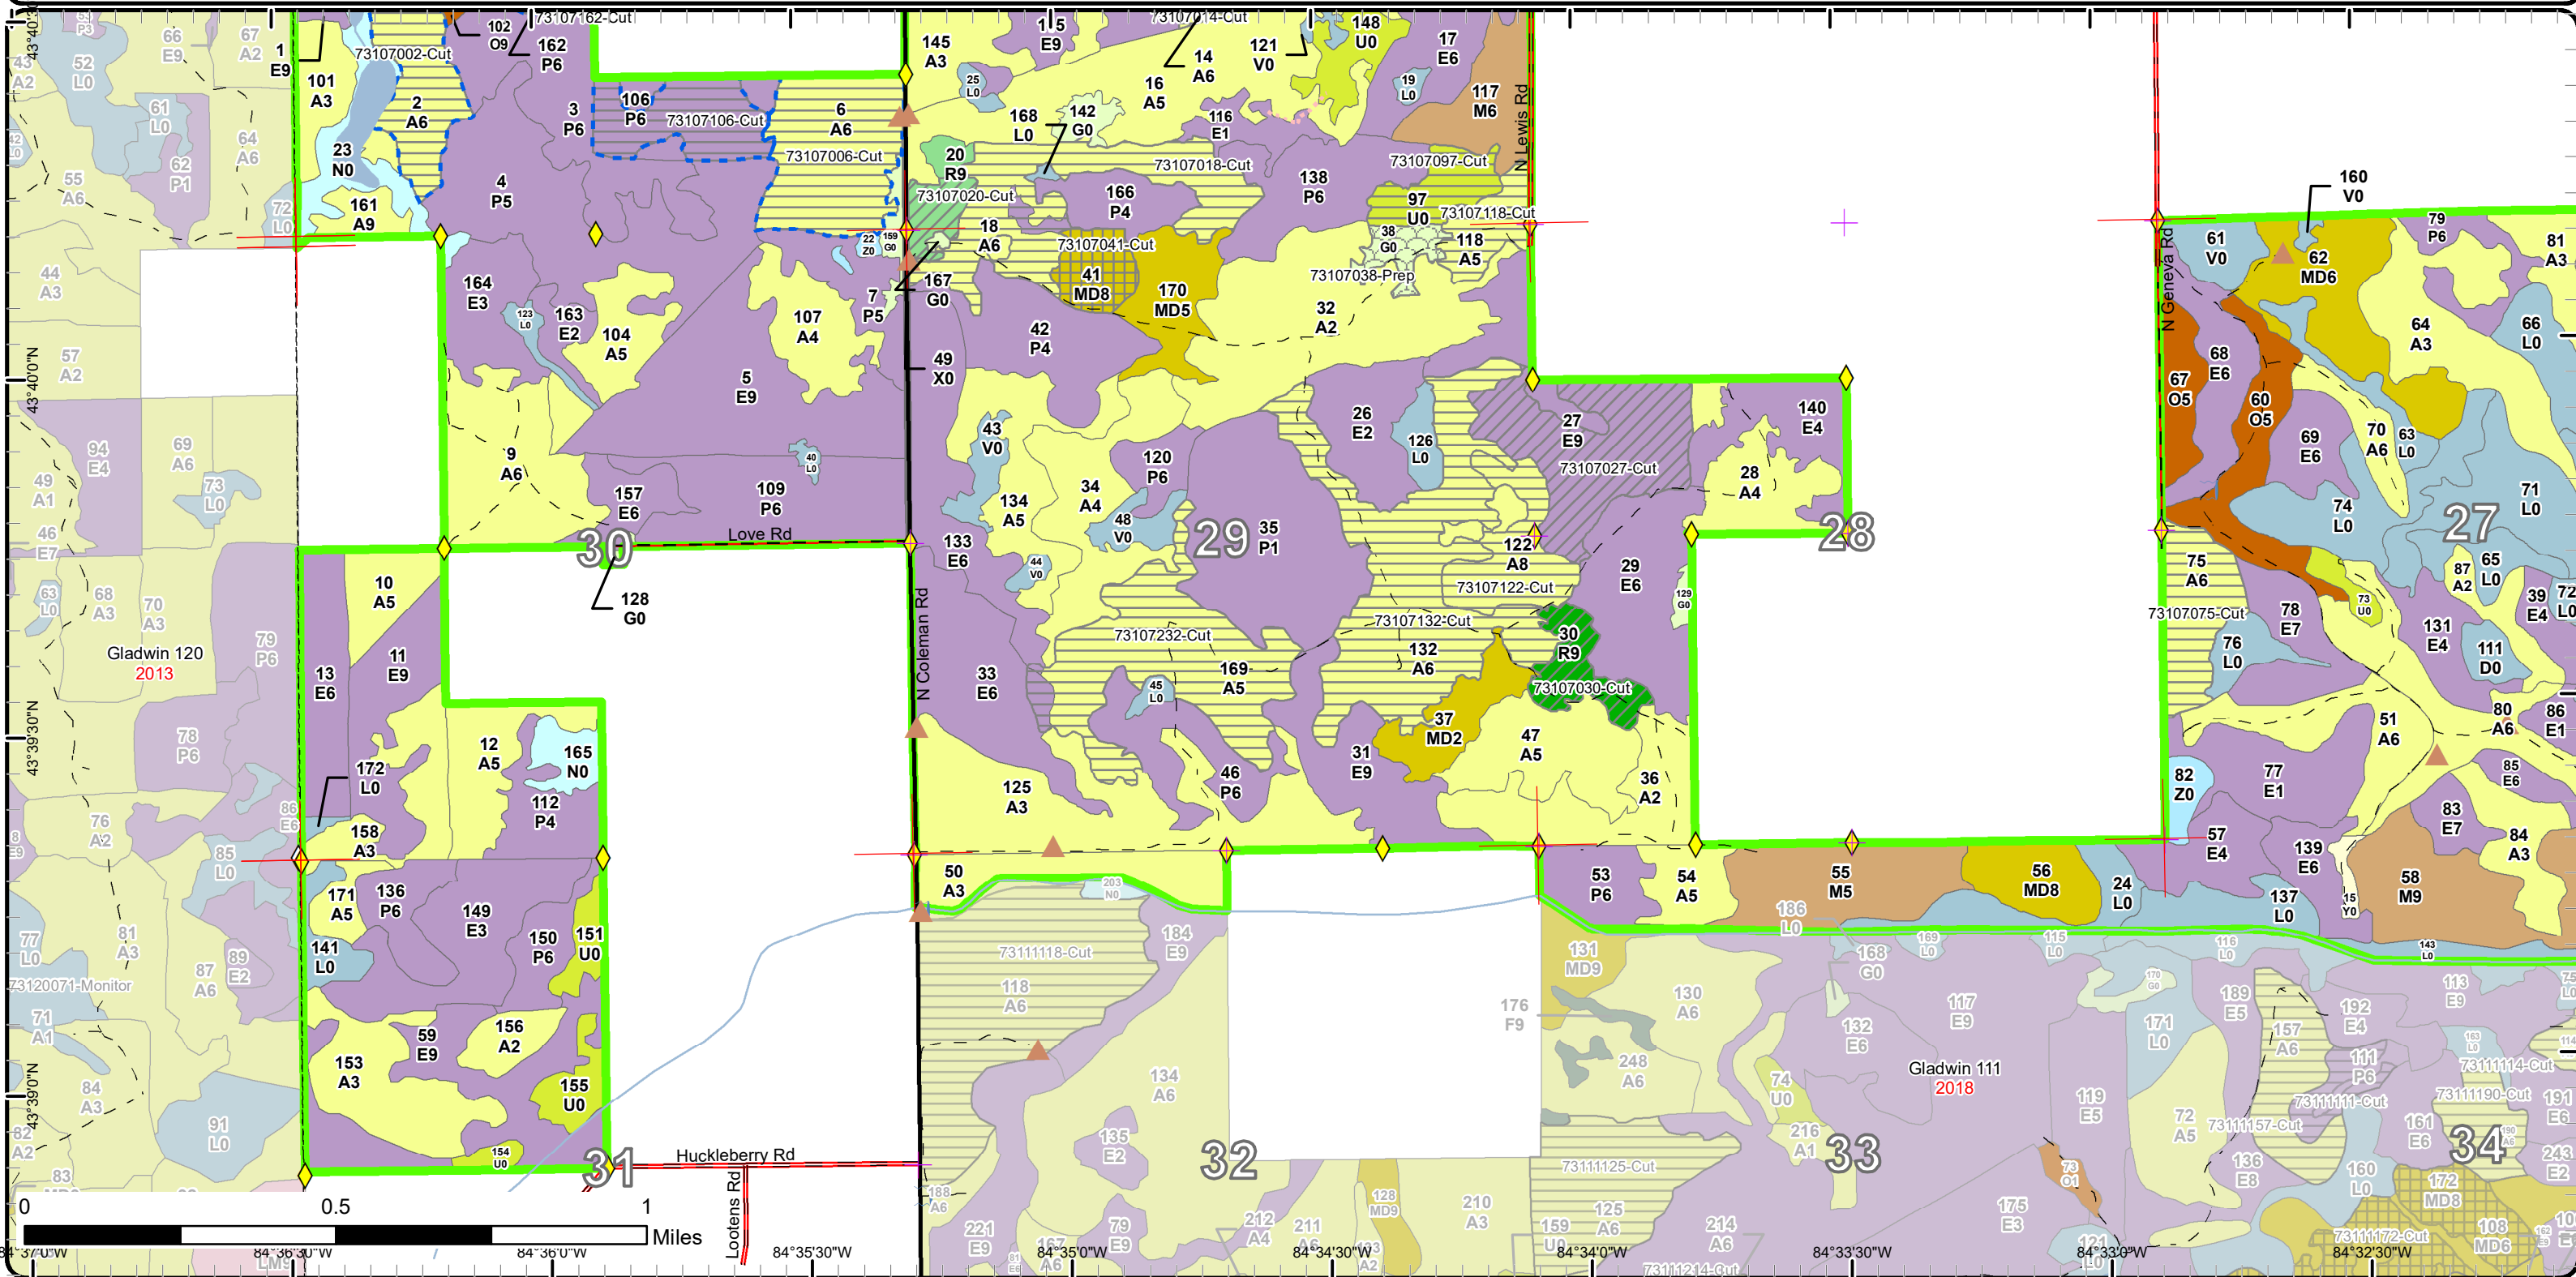 73107162-Cut
73107014-Cut
43°40'30
66
E9
67
A2
1
E9
101
A3
73107002-Cut
102
O9
162
P6
145
A3
115
E9
14
A6
121
V0
148
U0
17
E6
43
A2
52
L0
61
L0
64
A6
62
P1
55
A6
72
L0
2
A6
3
P6
106
P6
73107106-Cut
6
A6
73107006-Cut
25
L0
168
L0
142
G0
16
A5
116
E1
19
L0
117
M6
N Lewis Rd
23
N0
161
A9
4
P5
20
R9
73107020-Cut
73107018-Cut
166
P4
138
P6
73107097-Cut
97
U0
73107118-Cut
160
V0
22
Z0
159
G0
18
A6
73107041-Cut
38
G0
118
A5
61
V0
62
MD6
79
P6
81
A3
44
A3
164
E3
163
E2
123
L0
104
A5
107
A4
7
P5
167
G0
41
MD8
170
MD5
73107038-Prep
32
A2
N Geneva Rd
64
A3
66
L0
57
A2
43°40'0"N
5
E9
49
X0
42
P4
67
O5
68
E6
60
O5
69
E6
70
A6
63
L0
94
E4
69
A6
49
A1
73
L0
9
A6
40
L0
43
V0
120
P6
26
E2
126
L0
27
E9
73107027-Cut
140
E4
28
A4
46
E7
157
E6
109
P6
134
A5
34
A4
48
V0
74
L0
71
L0
30
Love Rd
133
E6
29
35
P1
122
A8
73107122-Cut
28
27
63
L0
68
A3
70
A3
10
A5
128
G0
44
V0
29
E6
129
G0
75
A6
73107075-Cut
73
U0
87
A2
65
L0
39
E4
Gladwin 120
2013
79
P6
13
E6
11
E9
N Coleman Rd
33
E6
73107232-Cut
169
A5
45
L0
73107132-Cut
132
A6
30
R9
73107030-Cut
76
L0
78
E7
131
E4
111
D0
78
P6
43°39'30"N
12
A5
165
N0
172
L0
112
P4
125
A3
46
P6
31
E9
37
MD2
47
A5
36
A2
51
A6
80
A6
86
E1
82
Z0
77
E1
85
E6
83
E7
84
A3
76
A2
86
E6
85
L0
158
A3
50
A3
203
N0
53
P6
54
A5
55
M5
56
MD8
24
L0
57
E4
139
E6
137
L0
15
Y0
58
M9
171
A5
136
P6
149
E3
150
P6
151
U0
141
L0
77
L0
81
A3
87
A6
89
E2
73120071-Monitor
73111118-Cut
118
A6
184
E9
131
MD9
186
L0
168
G0
169
L0
115
L0
116
L0
143
L0
71
A1
153
A3
59
E9
156
A2
155
U0
154
U0
176
F9
130
A6
248
A6
132
E6
117
E9
170
G0
171
L0
189
E5
157
A6
192
E4
113
E9
163
L0
111
P6
73111114-Cut
84
A3
43°39'0"N
91
L0
82
A2
83
134
A6
135
E2
74
U0
216
A1
Gladwin 111
2018
119
E5
72
A5
73111157-Cut
73111111-Cut
73111190-Cut
161
E6
190
A6
191
E6
31
Huckleberry Rd
Lootens Rd
32
33
34
73111125-Cut
136
E8
160
L0
172
MD8
243
E2
73
O1
0
0.5
1
Miles
188
A6
221
E9
79
E9
167
A6
212
A4
211
A6
128
MD9
210
A3
159
U0
125
A6
214
A6
73111214-Cut
175
E3
121
L0
73111172-Cut
108
MD6
LM9
84°37'0"W
84°36'30"W
84°36'0"W
84°35'30"W
84°35'0"W
84°34'30"W
84°34'0"W
84°33'30"W
84°33'0"W
84°32'30"W